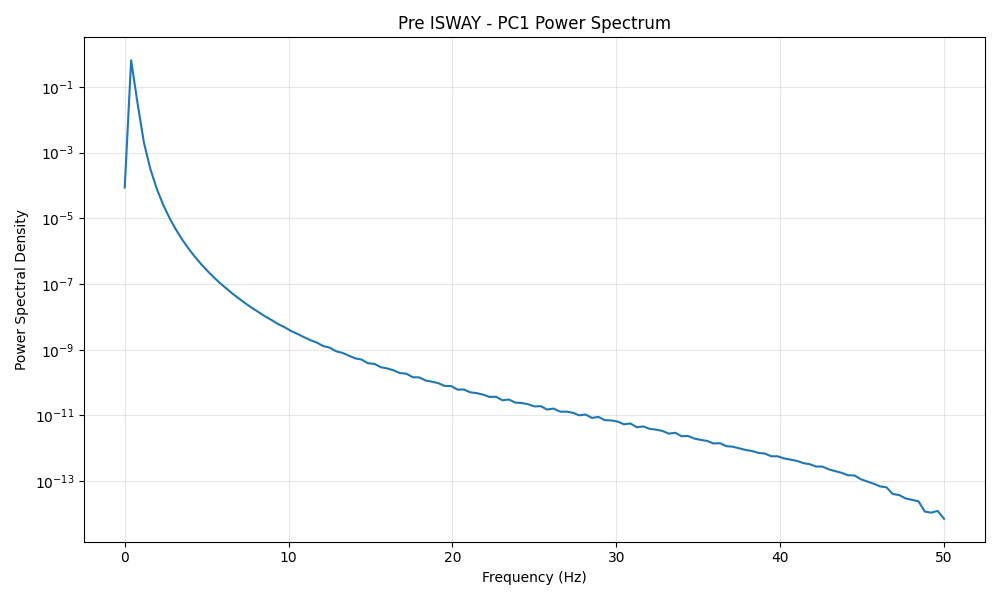 Pre ISWAY - PC1 Power Spectrum
Power Spectral Density
10⁻¹
10⁻³
10⁻⁵
10⁻⁷
10⁻⁹
10⁻¹¹
10⁻¹³
0 10 20 30 40 50
Frequency (Hz)